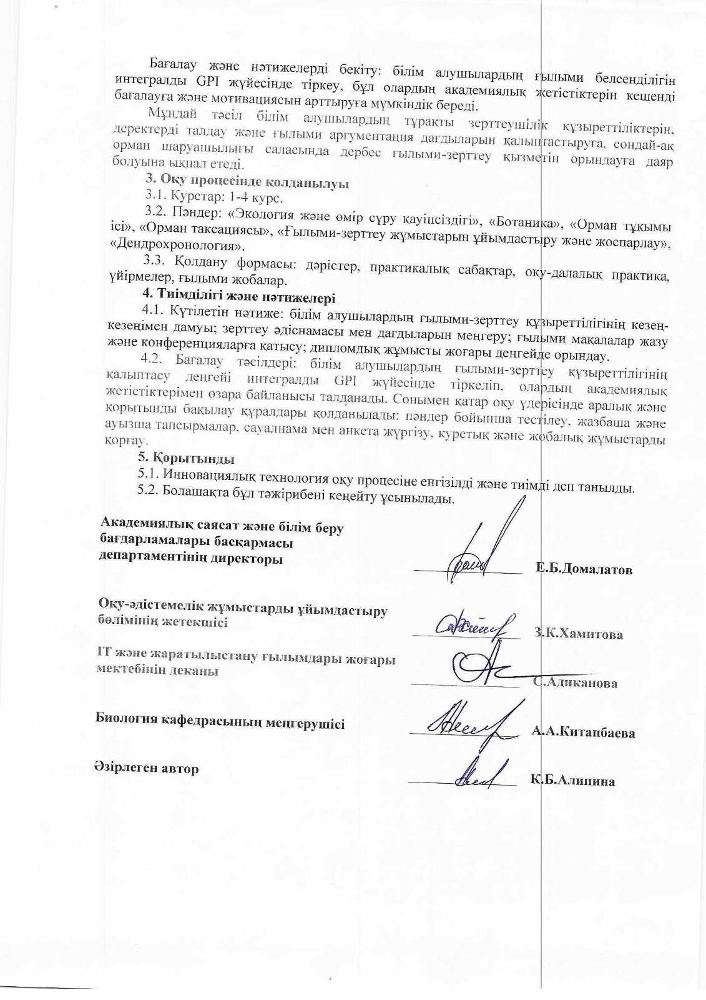 Бағалау және нәтижелерді бекіту: білім алушылардың ғылыми белсенділігін
интегралды GPI жүйесінде тіркеу, бұл олардың академиялық жетістіктерін кешенді
бағалауға және мотивациясын арттыруға мүмкіндік береді.
Мұндай тәсіл білім алушылардың тұрақты зерттеушілік құзыреттіліктерін,
деректерді талдау және ғылыми аргументация дағдыларын қалыптастыруға, сондай-ақ
орман шаруашылығы саласында дербес ғылыми-зерттеу қызметін орындауға даяр
болуына ықпал етеді.
3. Оқу процесінде қолданылуы
3.1. Курстар: 1-4 курс.
3.2. Пәндер: «Экология және өмір сүру қауіпсіздігі», «Ботаника», «Орман тұқымы
ісі», «Орман таксациясы», «Ғылыми-зерттеу жұмыстарын ұйымдастыру және жоспарлау»,
«Дендрохронология».
3.3. Қолдану формасы: дәрістер, практикалық сабақтар, оқу-далалық практика,
үйірмелер, ғылыми жобалар.
4. Тиімділігі және нәтижелері
4.1. Күтілетін нәтиже: білім алушылардың ғылыми-зерттеу құзыреттілігінің кезең-
кезеңімен дамуы; зерттеу әдіснамасы мен дағдыларын меңгеру; ғылыми мақалалар жазу
және конференцияларға қатысу; дипломдық жұмысты жоғары деңгейде орындау.
4.2. Бағалау тәсілдері: білім алушылардың ғылыми-зерттеу құзыреттілігінің
қалыптасу деңгейі интегралды GPI жүйесінде тіркеліп, олардың академиялық
жетістіктерімен өзара байланысы талданады. Сонымен қатар оқу үдерісінде аралық және
қорытынды бақылау құралдары қолданылады: пәндер бойынша тестілеу, жазбаша және
ауызша тапсырмалар, сауалнама мен анкета жүргізу, курстық және жобалық жұмыстарды
қорғау.
5. Қорытынды
5.1. Инновациялық технология оқу процесіне енгізілді және тиімді деп танылды.
5.2. Болашақта бұл тәжірибені кеңейту ұсынылады.
Академиялық саясат және білім беру
бағдарламалары басқармасы
департаментінің директоры
Е.Б.Домалатов
Оқу-әдістемелік жұмыстарды ұйымдастыру
бөлімінің жетекшісі
З.К.Хамитова
IT және жаратылыстану ғылымдары жоғары
мектебінің деканы
С.Адиканова
Биология кафедрасының меңгерушісі
А.А.Китапбаева
Әзірлеген автор
К.Б.Алипина